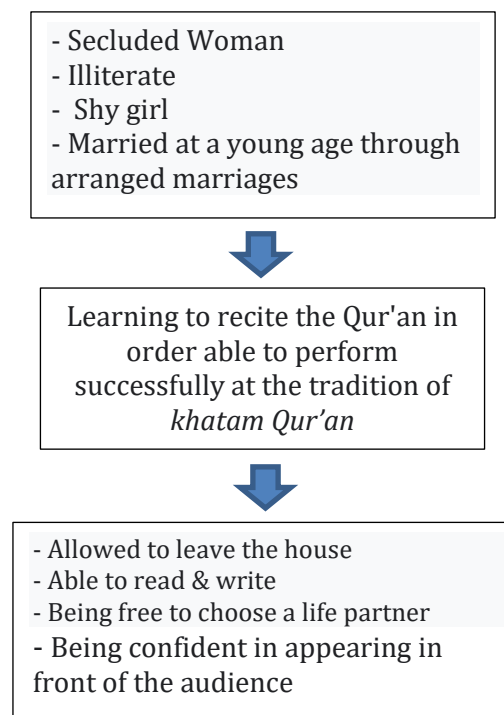 - Secluded Woman
- Illiterate
- Shy girl
- Married at a young age through
arranged marriages
Learning to recite the Qur'an in
order able to perform
successfully at the tradition of
khatam Qur’an
- Allowed to leave the house
- Able to read & write
- Being free to choose a life partner
- Being confident in appearing in
front of the audience